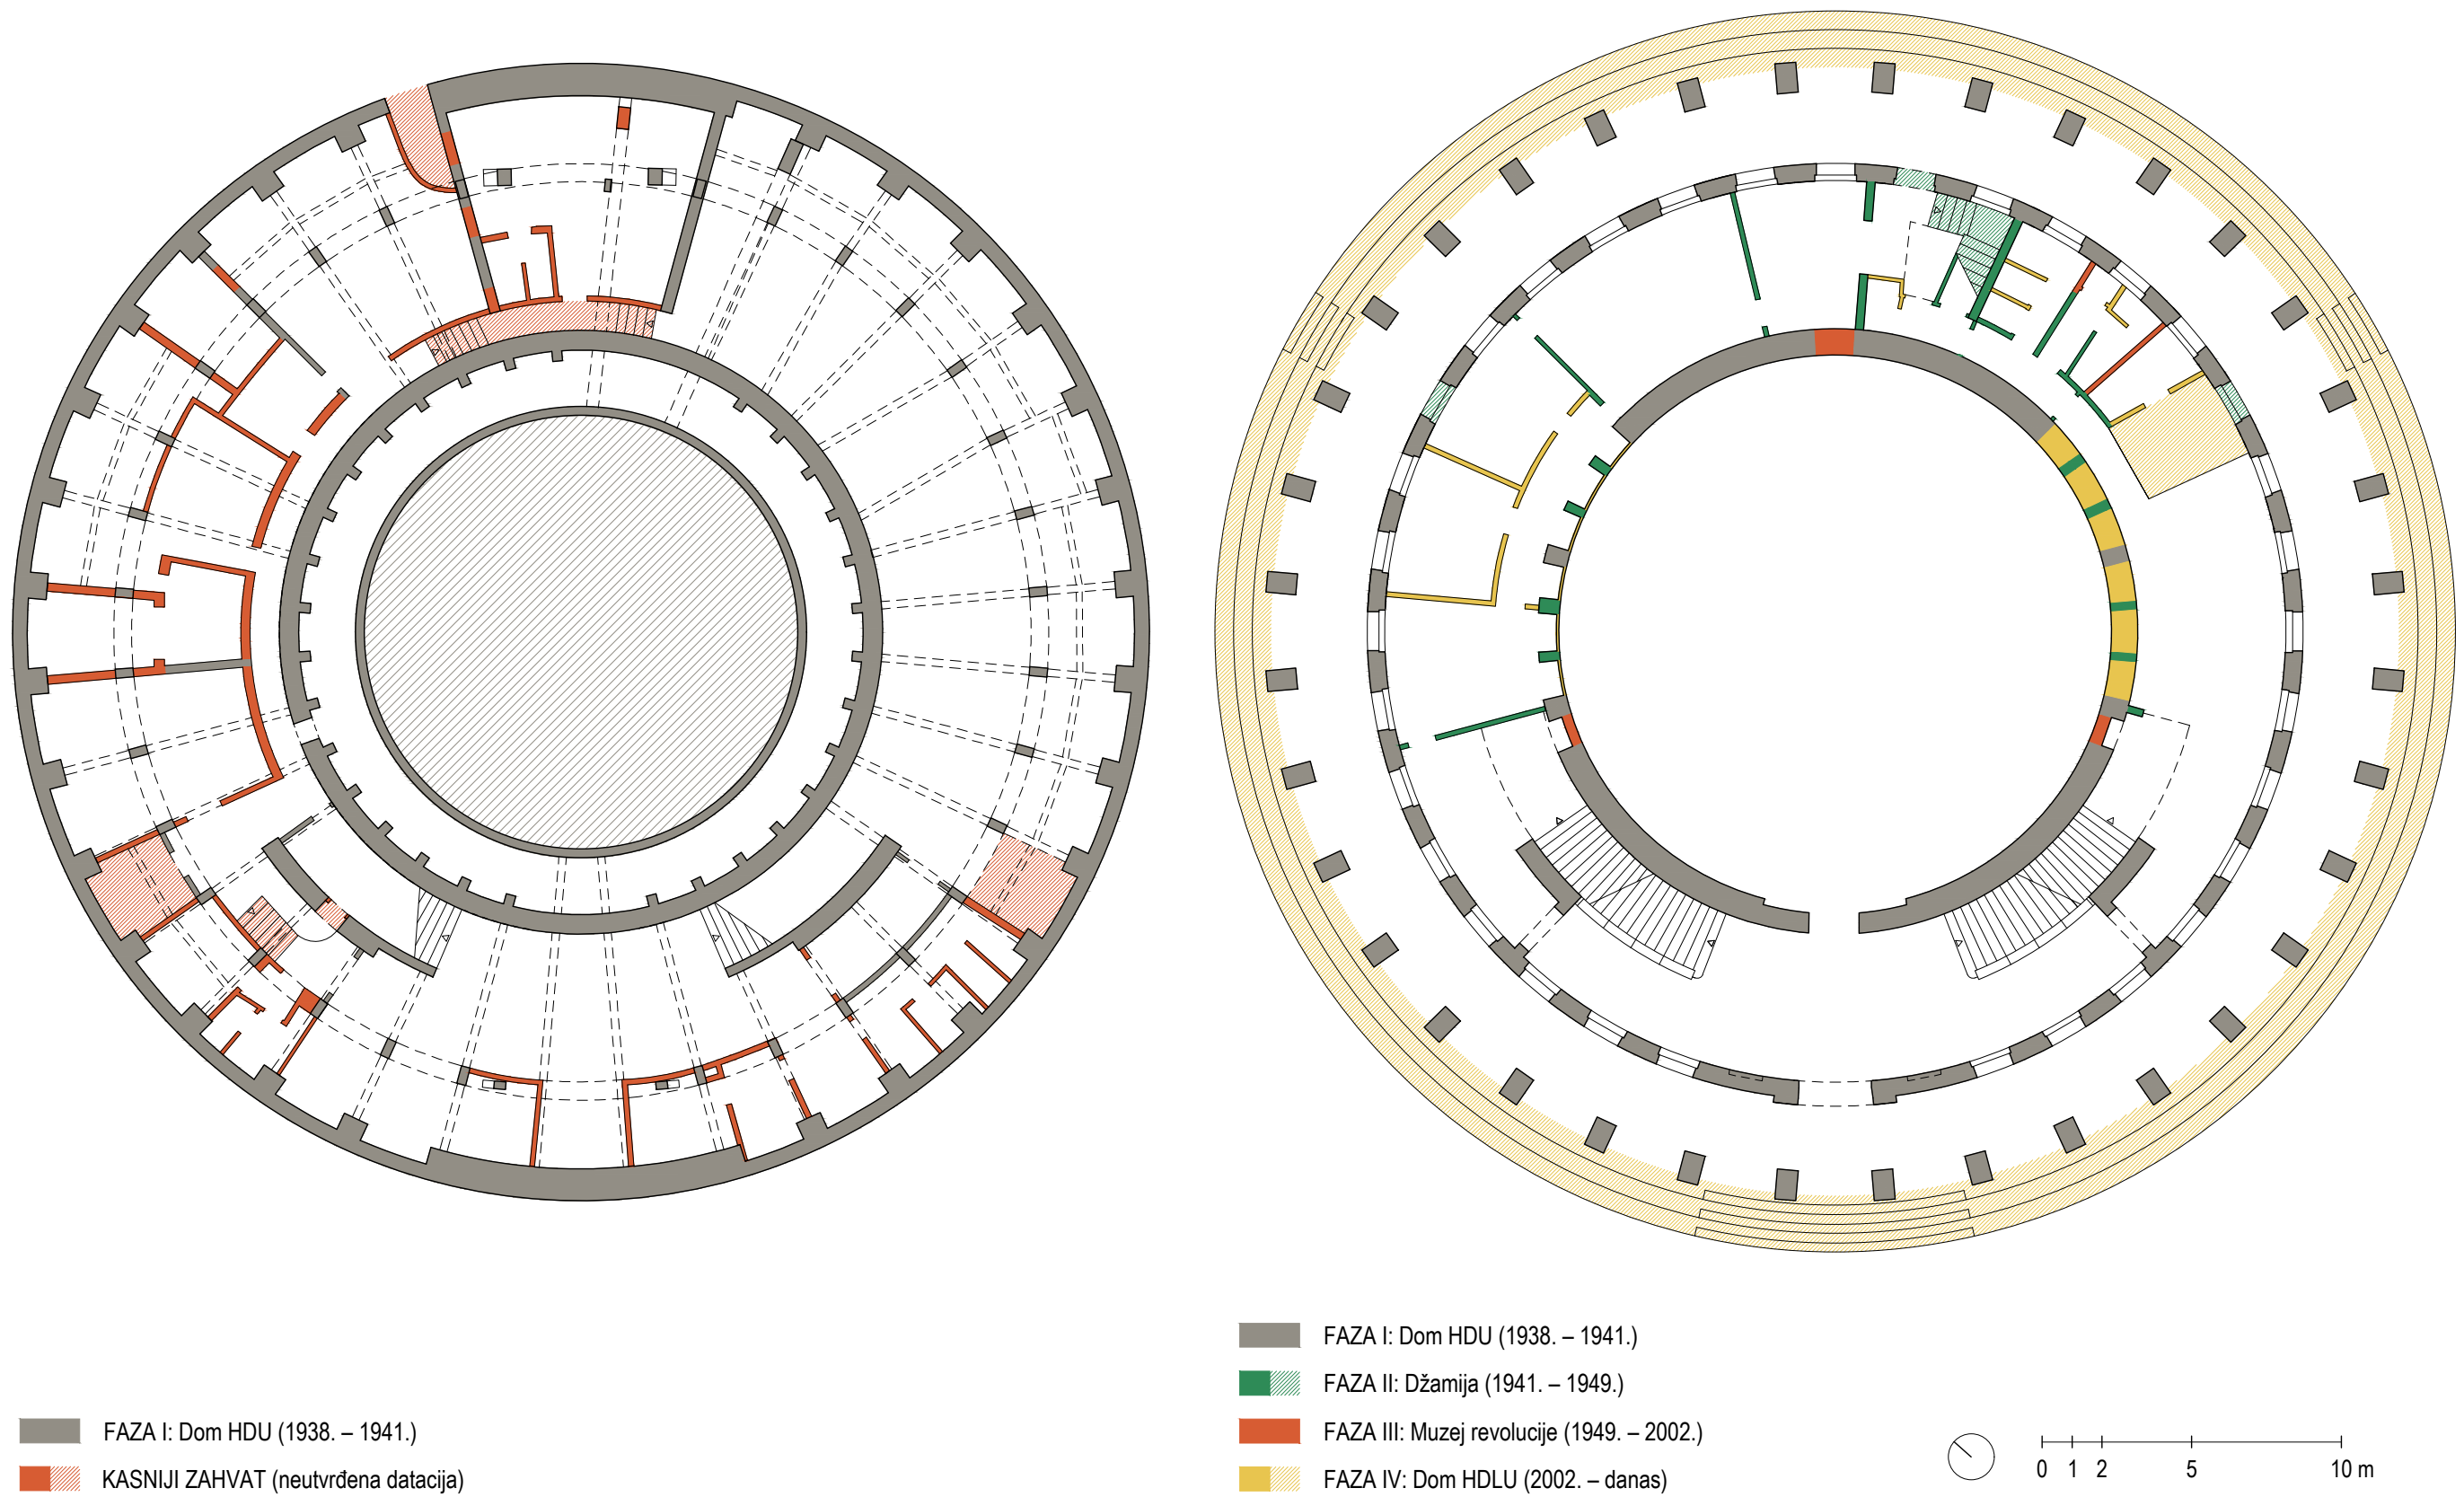 FAZA I: Dom HDU (1938. – 1941.)
KASNIJI ZAHVAT (neutvrđena datacija)
FAZA I: Dom HDU (1938. – 1941.)
FAZA II: Džamija (1941. – 1949.)
FAZA III: Muzej revolucije (1949. – 2002.)
FAZA IV: Dom HDLU (2002. – danas)
0 1 2 5 10 m